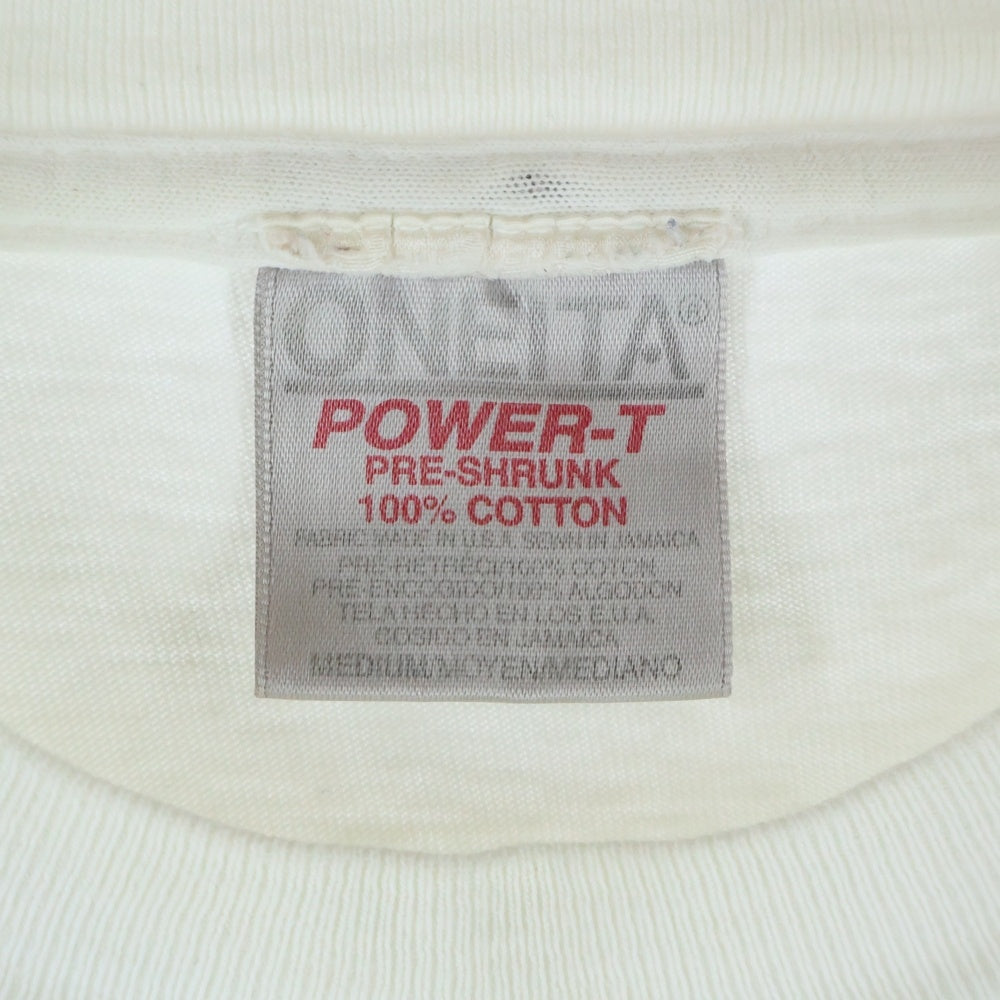 ONEITA®
POWER-T
PRE-SHRUNK
100% COTTON
FABRIC MADE IN U.S.A. SEWN IN JAMAICA
PRE-RETRECI/100% COTON
PRE-ENCOGIDO/100% ALGODON
TELA HECHO EN LOS E.U.A.
COSIDO EN JAMAICA
MEDIUM/MOYEN/MEDIANO